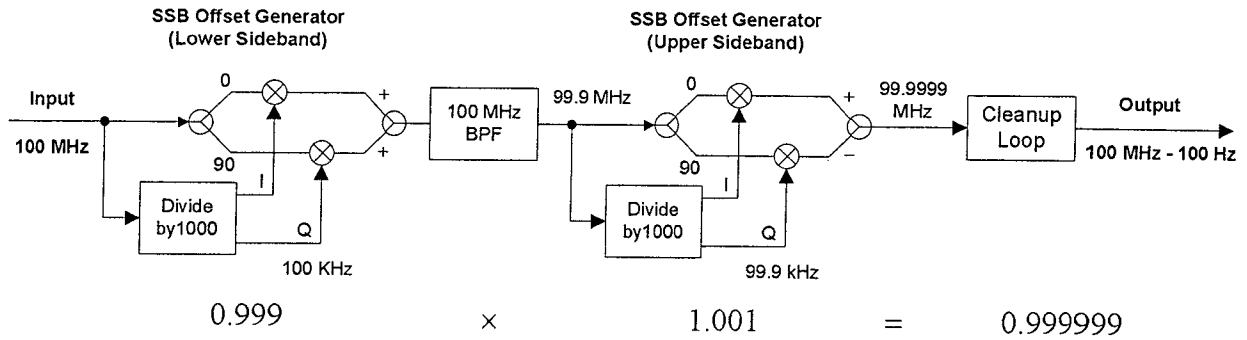 SSB Offset Generator
(Lower Sideband)
SSB Offset Generator
(Upper Sideband)
Input
100 MHz
0
90
+
+
I
Q
Divide
by1000
100 KHz
100 MHz
BPF
99.9 MHz
0
90
+
−
I
Q
Divide
by1000
99.9 kHz
99.9999
MHz
Cleanup
Loop
Output
100 MHz - 100 Hz
0.999 × 1.001 = 0.999999